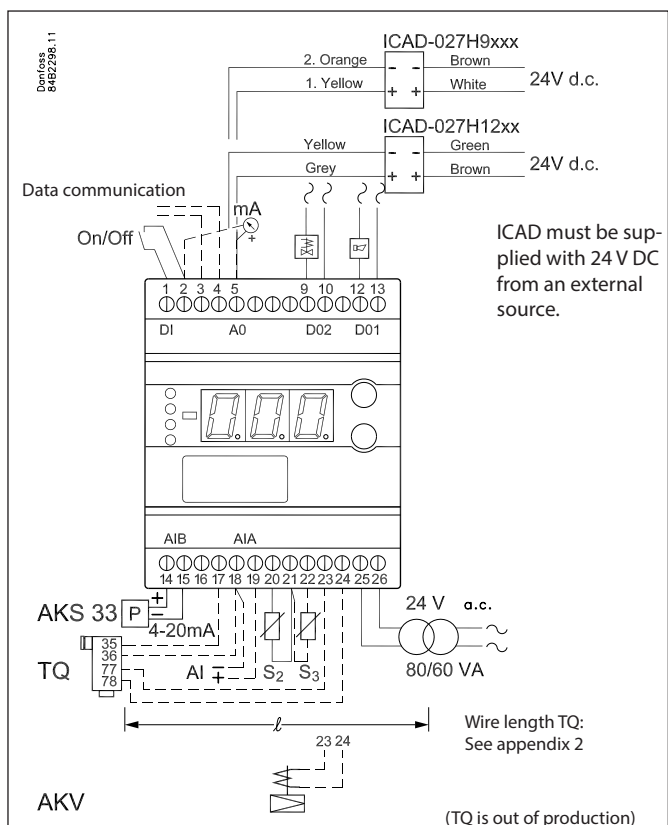 Danfoss
84B2298.11
ICAD-027H9xxx
2. Orange - - Brown
1. Yellow + + White
24V d.c.
ICAD-027H12xx
Yellow - - Green
Grey + + Brown
24V d.c.
Data communication
mA
+
On/Off
ICAD must be sup-
plied with 24 V DC
from an external
source.
1 2 3 4 5 9 10 12 13
DI A0 D02 D01
0.0.0.
AIB AIA
14 15 16 17 18 19 20 21 22 23 24 25 26
AKS 33 P + -
4-20mA
24 V a.c.
80/60 VA
TQ
35
36
77
78
AI - +
S2 S3
ℓ
Wire length TQ:
See appendix 2
23 24
AKV
(TQ is out of production)